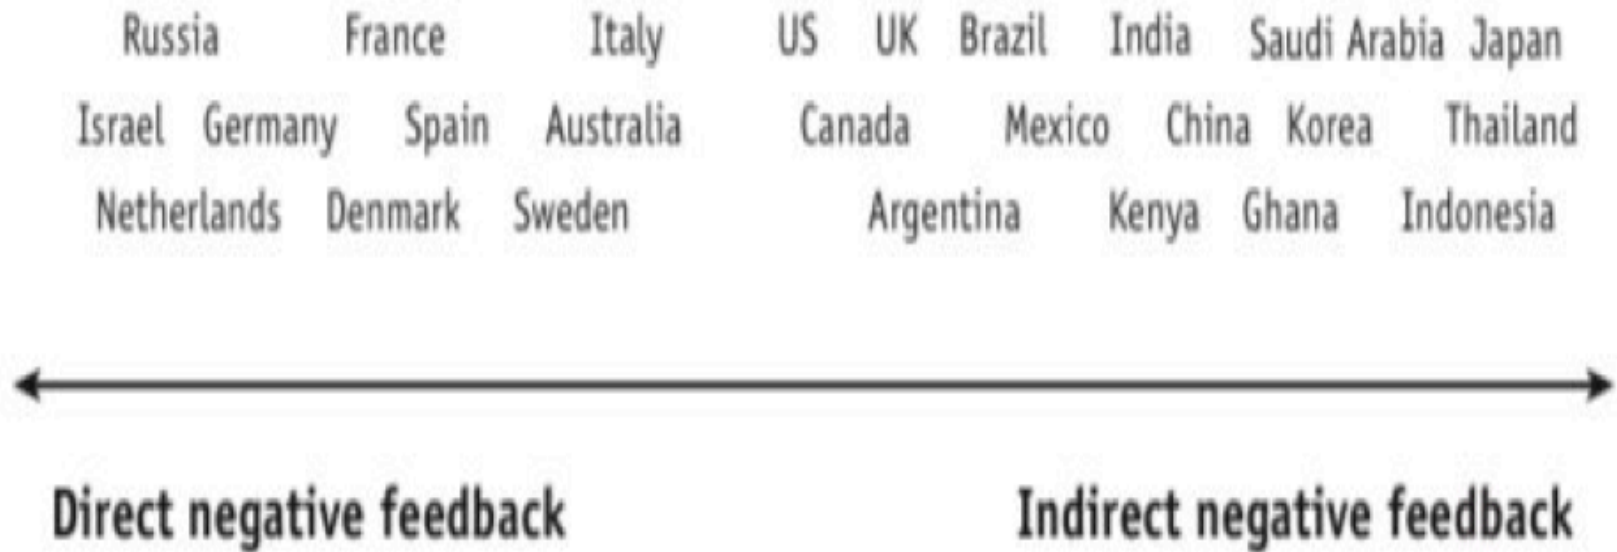 Russia France Italy US UK Brazil India Saudi Arabia Japan
Israel Germany Spain Australia Canada Mexico China Korea Thailand
Netherlands Denmark Sweden Argentina Kenya Ghana Indonesia
Direct negative feedback Indirect negative feedback